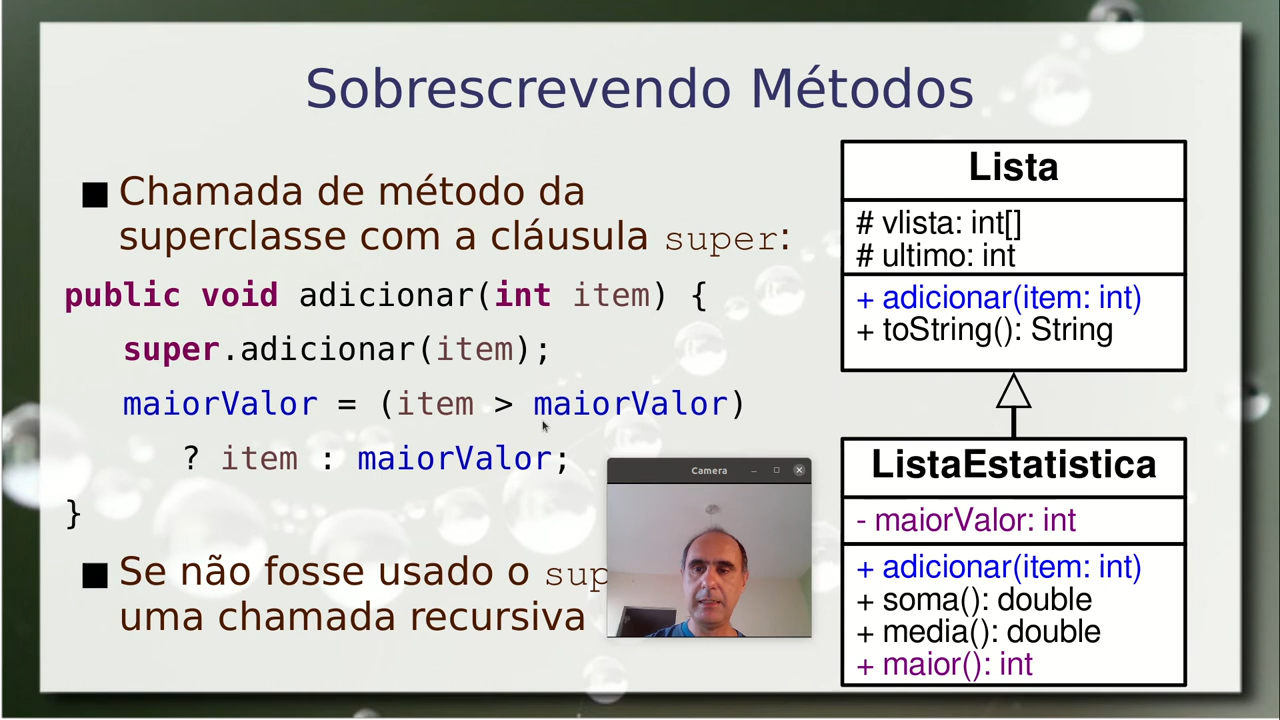 Sobrescrevendo Métodos
Chamada de método da
superclasse com a cláusula super:
public void adicionar(int item) {
super.adicionar(item);
maiorValor = (item > maiorValor)
? item : maiorValor;
}
Se não fosse usado o sup
uma chamada recursiva
Camera
Lista
# vlista: int[]
# ultimo: int
+ adicionar(item: int)
+ toString(): String
ListaEstatistica
- maiorValor: int
+ adicionar(item: int)
+ soma(): double
+ media(): double
+ maior(): int